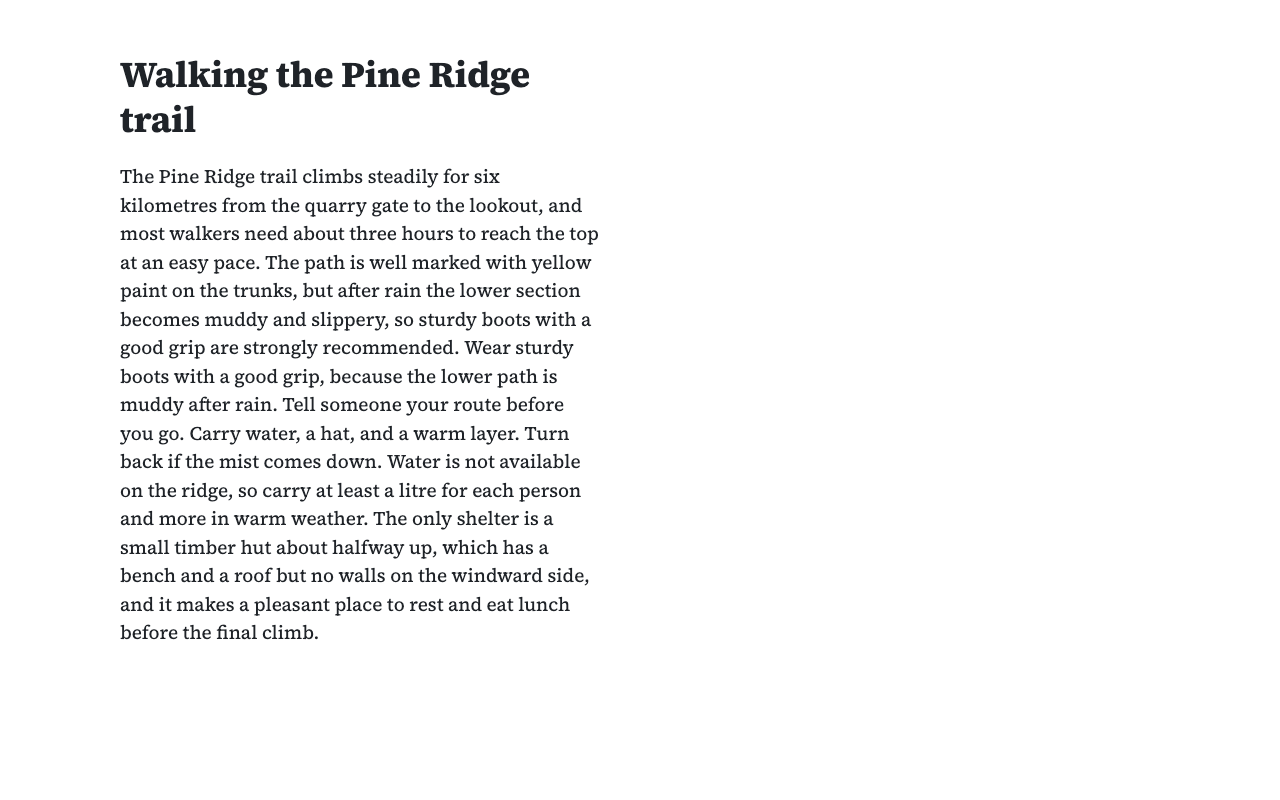 Walking the Pine Ridge
trail
The Pine Ridge trail climbs steadily for six
kilometres from the quarry gate to the lookout, and
most walkers need about three hours to reach the top
at an easy pace. The path is well marked with yellow
paint on the trunks, but after rain the lower section
becomes muddy and slippery, so sturdy boots with a
good grip are strongly recommended. Wear sturdy
boots with a good grip, because the lower path is
muddy after rain. Tell someone your route before
you go. Carry water, a hat, and a warm layer. Turn
back if the mist comes down. Water is not available
on the ridge, so carry at least a litre for each person
and more in warm weather. The only shelter is a
small timber hut about halfway up, which has a
bench and a roof but no walls on the windward side,
and it makes a pleasant place to rest and eat lunch
before the final climb.